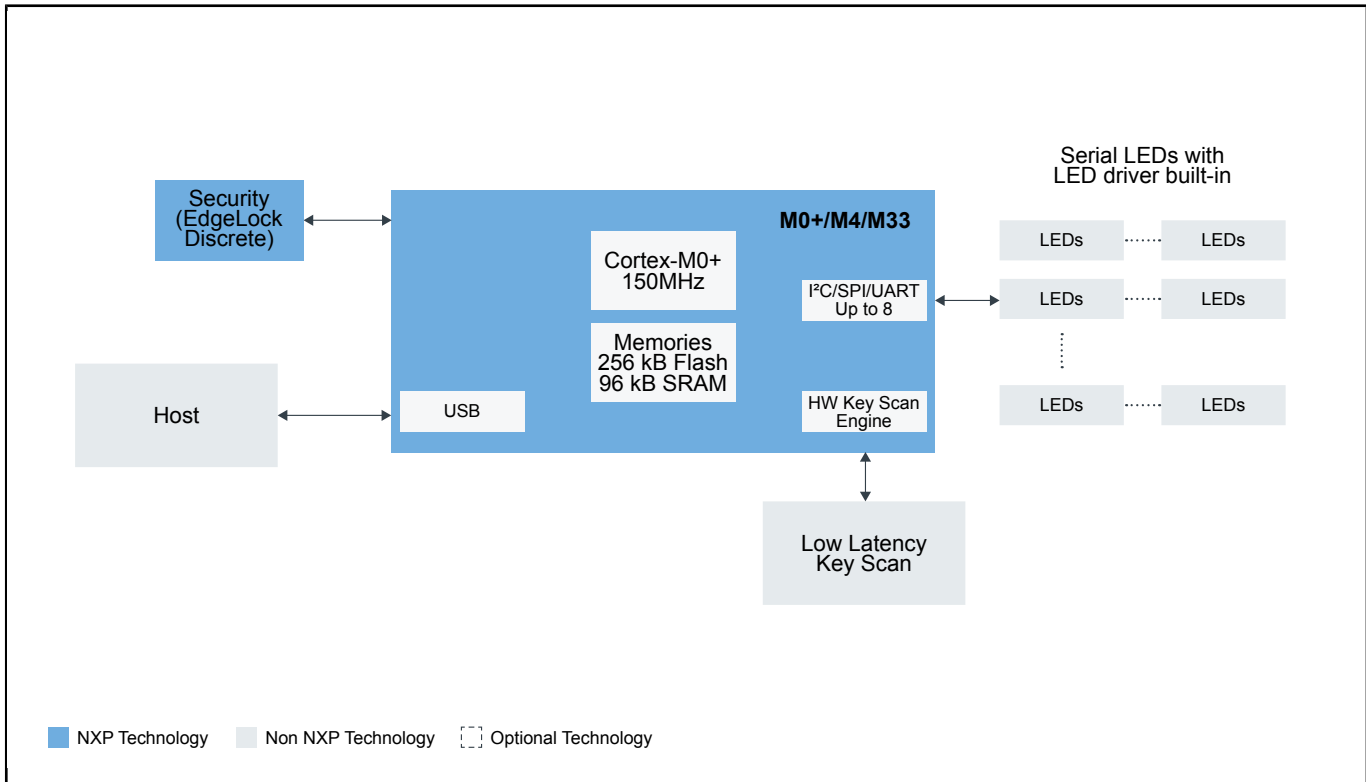 Serial LEDs with
LED driver built-in
Security
(EdgeLock
Discrete)
M0+/M4/M33
Cortex-M0+
150MHz
I²C/SPI/UART
Up to 8
Memories
256 kB Flash
96 kB SRAM
LEDs
LEDs
LEDs
LEDs
LEDs
LEDs
Host
USB
HW Key Scan
Engine
Low Latency
Key Scan
NXP Technology
Non NXP Technology
Optional Technology